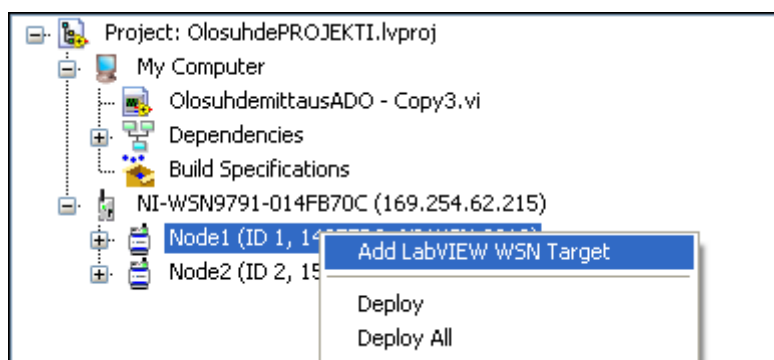 Project: OlosuhdePROJEKTI.lvproj
My Computer
OlosuhdemittausADO - Copy3.vi
Dependencies
Build Specifications
NI-WSN9791-014FB70C (169.254.62.215)
Node1 (ID 1,
Add LabVIEW WSN Target
Node2 (ID 2, 15
Deploy
Deploy All